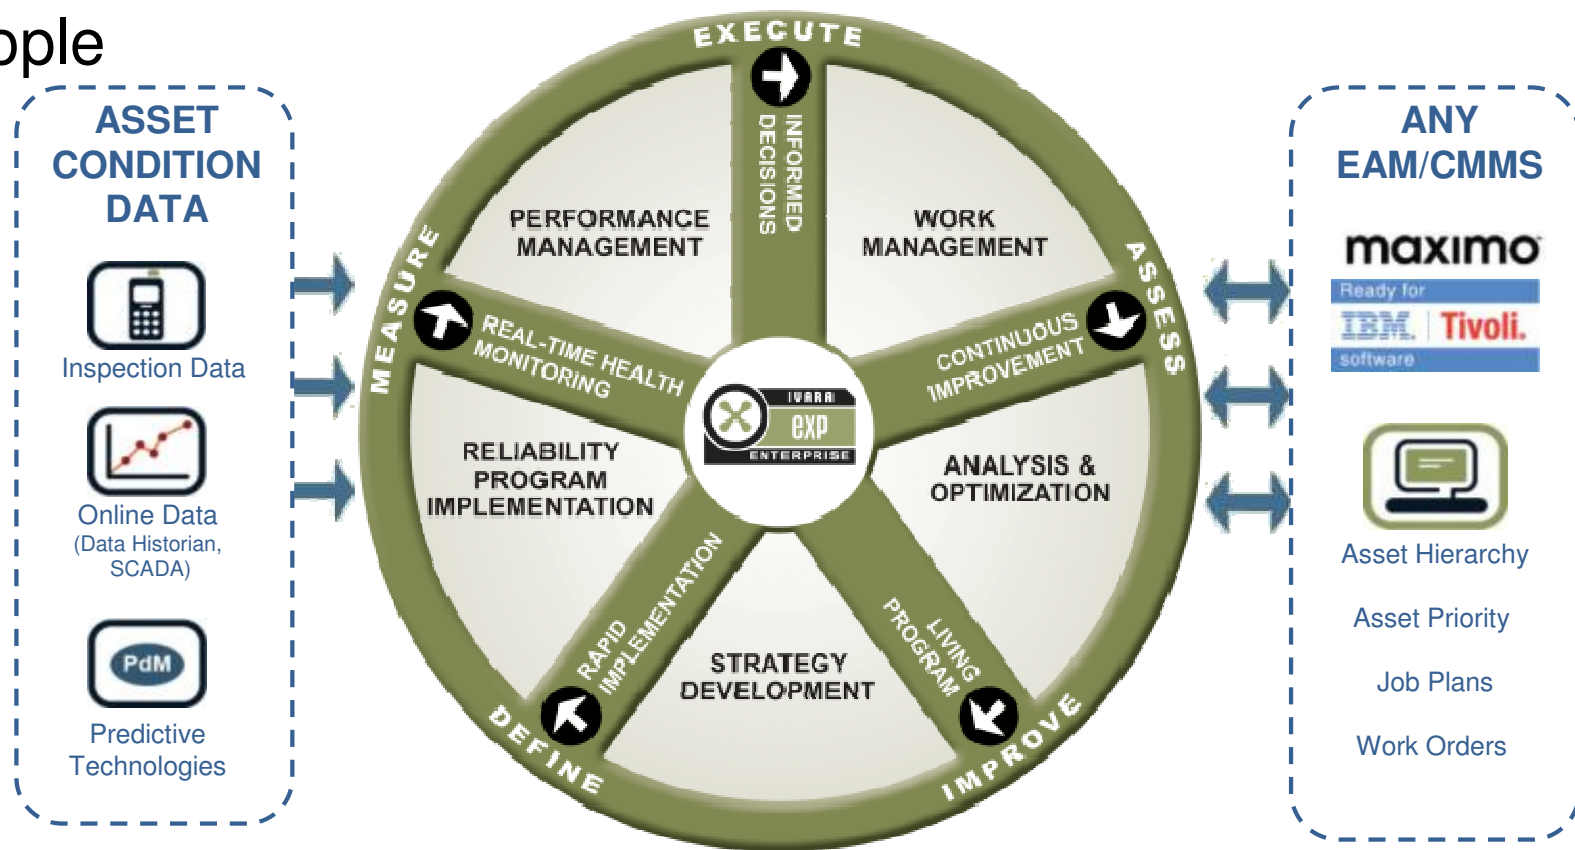 ople
ASSET
CONDITION
DATA
Inspection Data
Online Data
(Data Historian,
SCADA)
PdM
Predictive
Technologies
EXECUTE
INFORMED
DECISIONS
PERFORMANCE
MANAGEMENT
WORK
MANAGEMENT
MEASURE
ASSESS
REAL-TIME HEALTH
MONITORING
CONTINUOUS
IMPROVEMENT
IVARA
exp
ENTERPRISE
RELIABILITY
PROGRAM
IMPLEMENTATION
ANALYSIS &
OPTIMIZATION
RAPID
IMPLEMENTATION
LIVING
PROGRAM
STRATEGY
DEVELOPMENT
DEFINE
IMPROVE
ANY
EAM/CMMS
maximo
Ready for
IBM. Tivoli.
software
Asset Hierarchy
Asset Priority
Job Plans
Work Orders